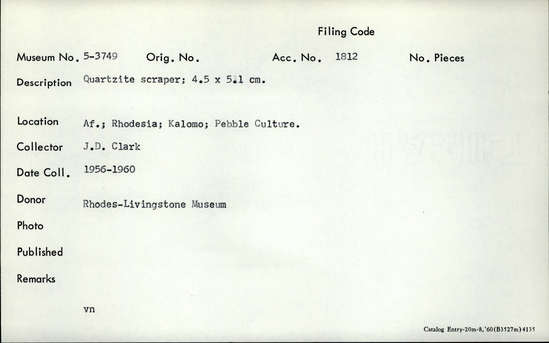 Filing Code
Museum No. 5-3749 Orig. No. Acc. No. 1812 No. Pieces
Description Quartzite scraper; 4.5 x 5.1 cm.
Location Af.; Rhodesia; Kalomo; Pebble Culture.
Collector J.D. Clark
Date Coll. 1956-1960
Donor Rhodes-Livingstone Museum
Photo
Published
Remarks
vn
Catalog Entry-20m-8,'60(B3527m)4135